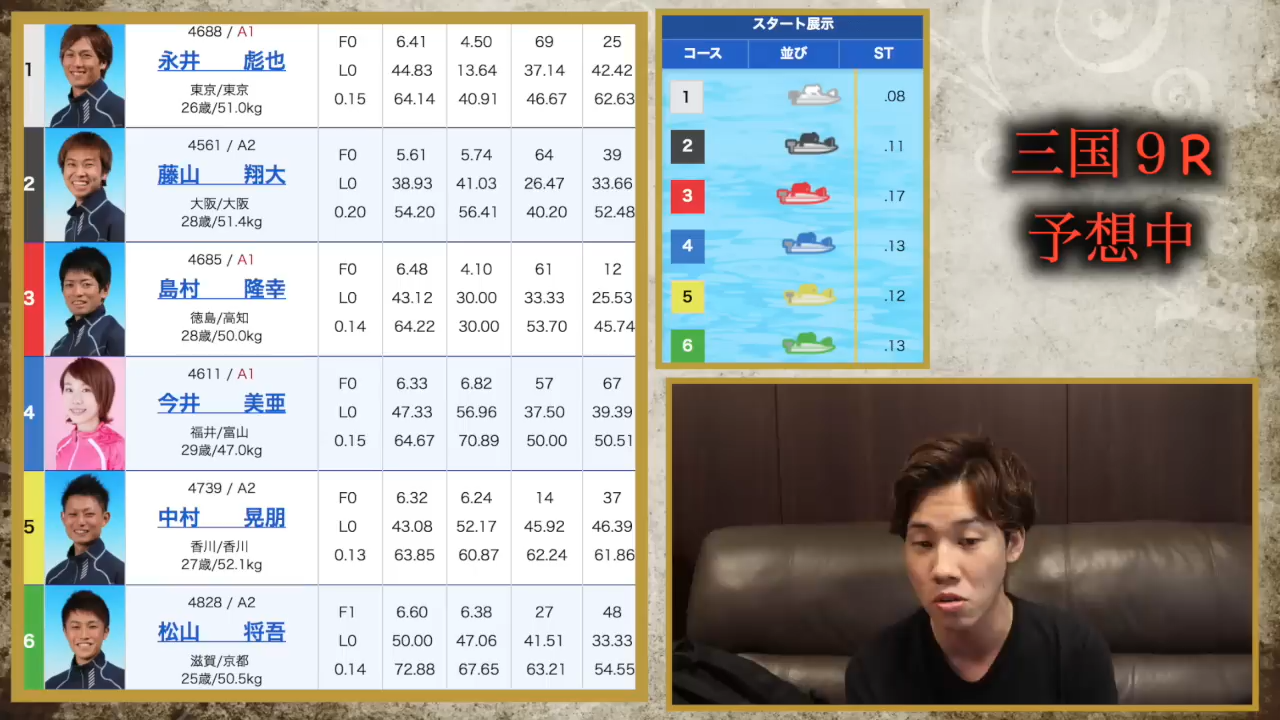 1
4688 / A1
永井 彪也
東京/東京
26歳/51.0kg
F0 6.41 4.50 69 25
L0 44.83 13.64 37.14 42.42
0.15 64.14 40.91 46.67 62.63
2
4561 / A2
藤山 翔大
大阪/大阪
28歳/51.4kg
F0 5.61 5.74 64 39
L0 38.93 41.03 26.47 33.66
0.20 54.20 56.41 40.20 52.48
3
4685 / A1
島村 隆幸
徳島/高知
28歳/50.0kg
F0 6.48 4.10 61 12
L0 43.12 30.00 33.33 25.53
0.14 64.22 30.00 53.70 45.74
4
4611 / A1
今井 美亜
福井/富山
29歳/47.0kg
F0 6.33 6.82 57 67
L0 47.33 56.96 37.50 39.39
0.15 64.67 70.89 50.00 50.51
5
4739 / A2
中村 晃朋
香川/香川
27歳/52.1kg
F0 6.32 6.24 14 37
L0 43.08 52.17 45.92 46.39
0.13 63.85 60.87 62.24 61.86
6
4828 / A2
松山 将吾
滋賀/京都
25歳/50.5kg
F1 6.60 6.38 27 48
L0 50.00 47.06 41.51 33.33
0.14 72.88 67.65 63.21 54.55
スタート展示
コース 並び ST
1 .08
2 .11
3 .17
4 .13
5 .12
6 .13
三国９R
予想中